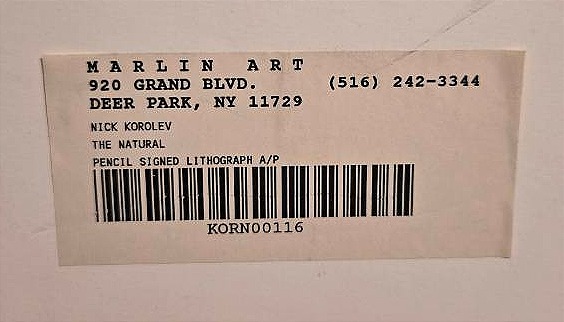 MARLIN ART
920 GRAND BLVD. (516) 242-3344
DEER PARK, NY 11729
NICK KOROLEV
THE NATURAL
PENCIL SIGNED LITHOGRAPH A/P
KORN00116